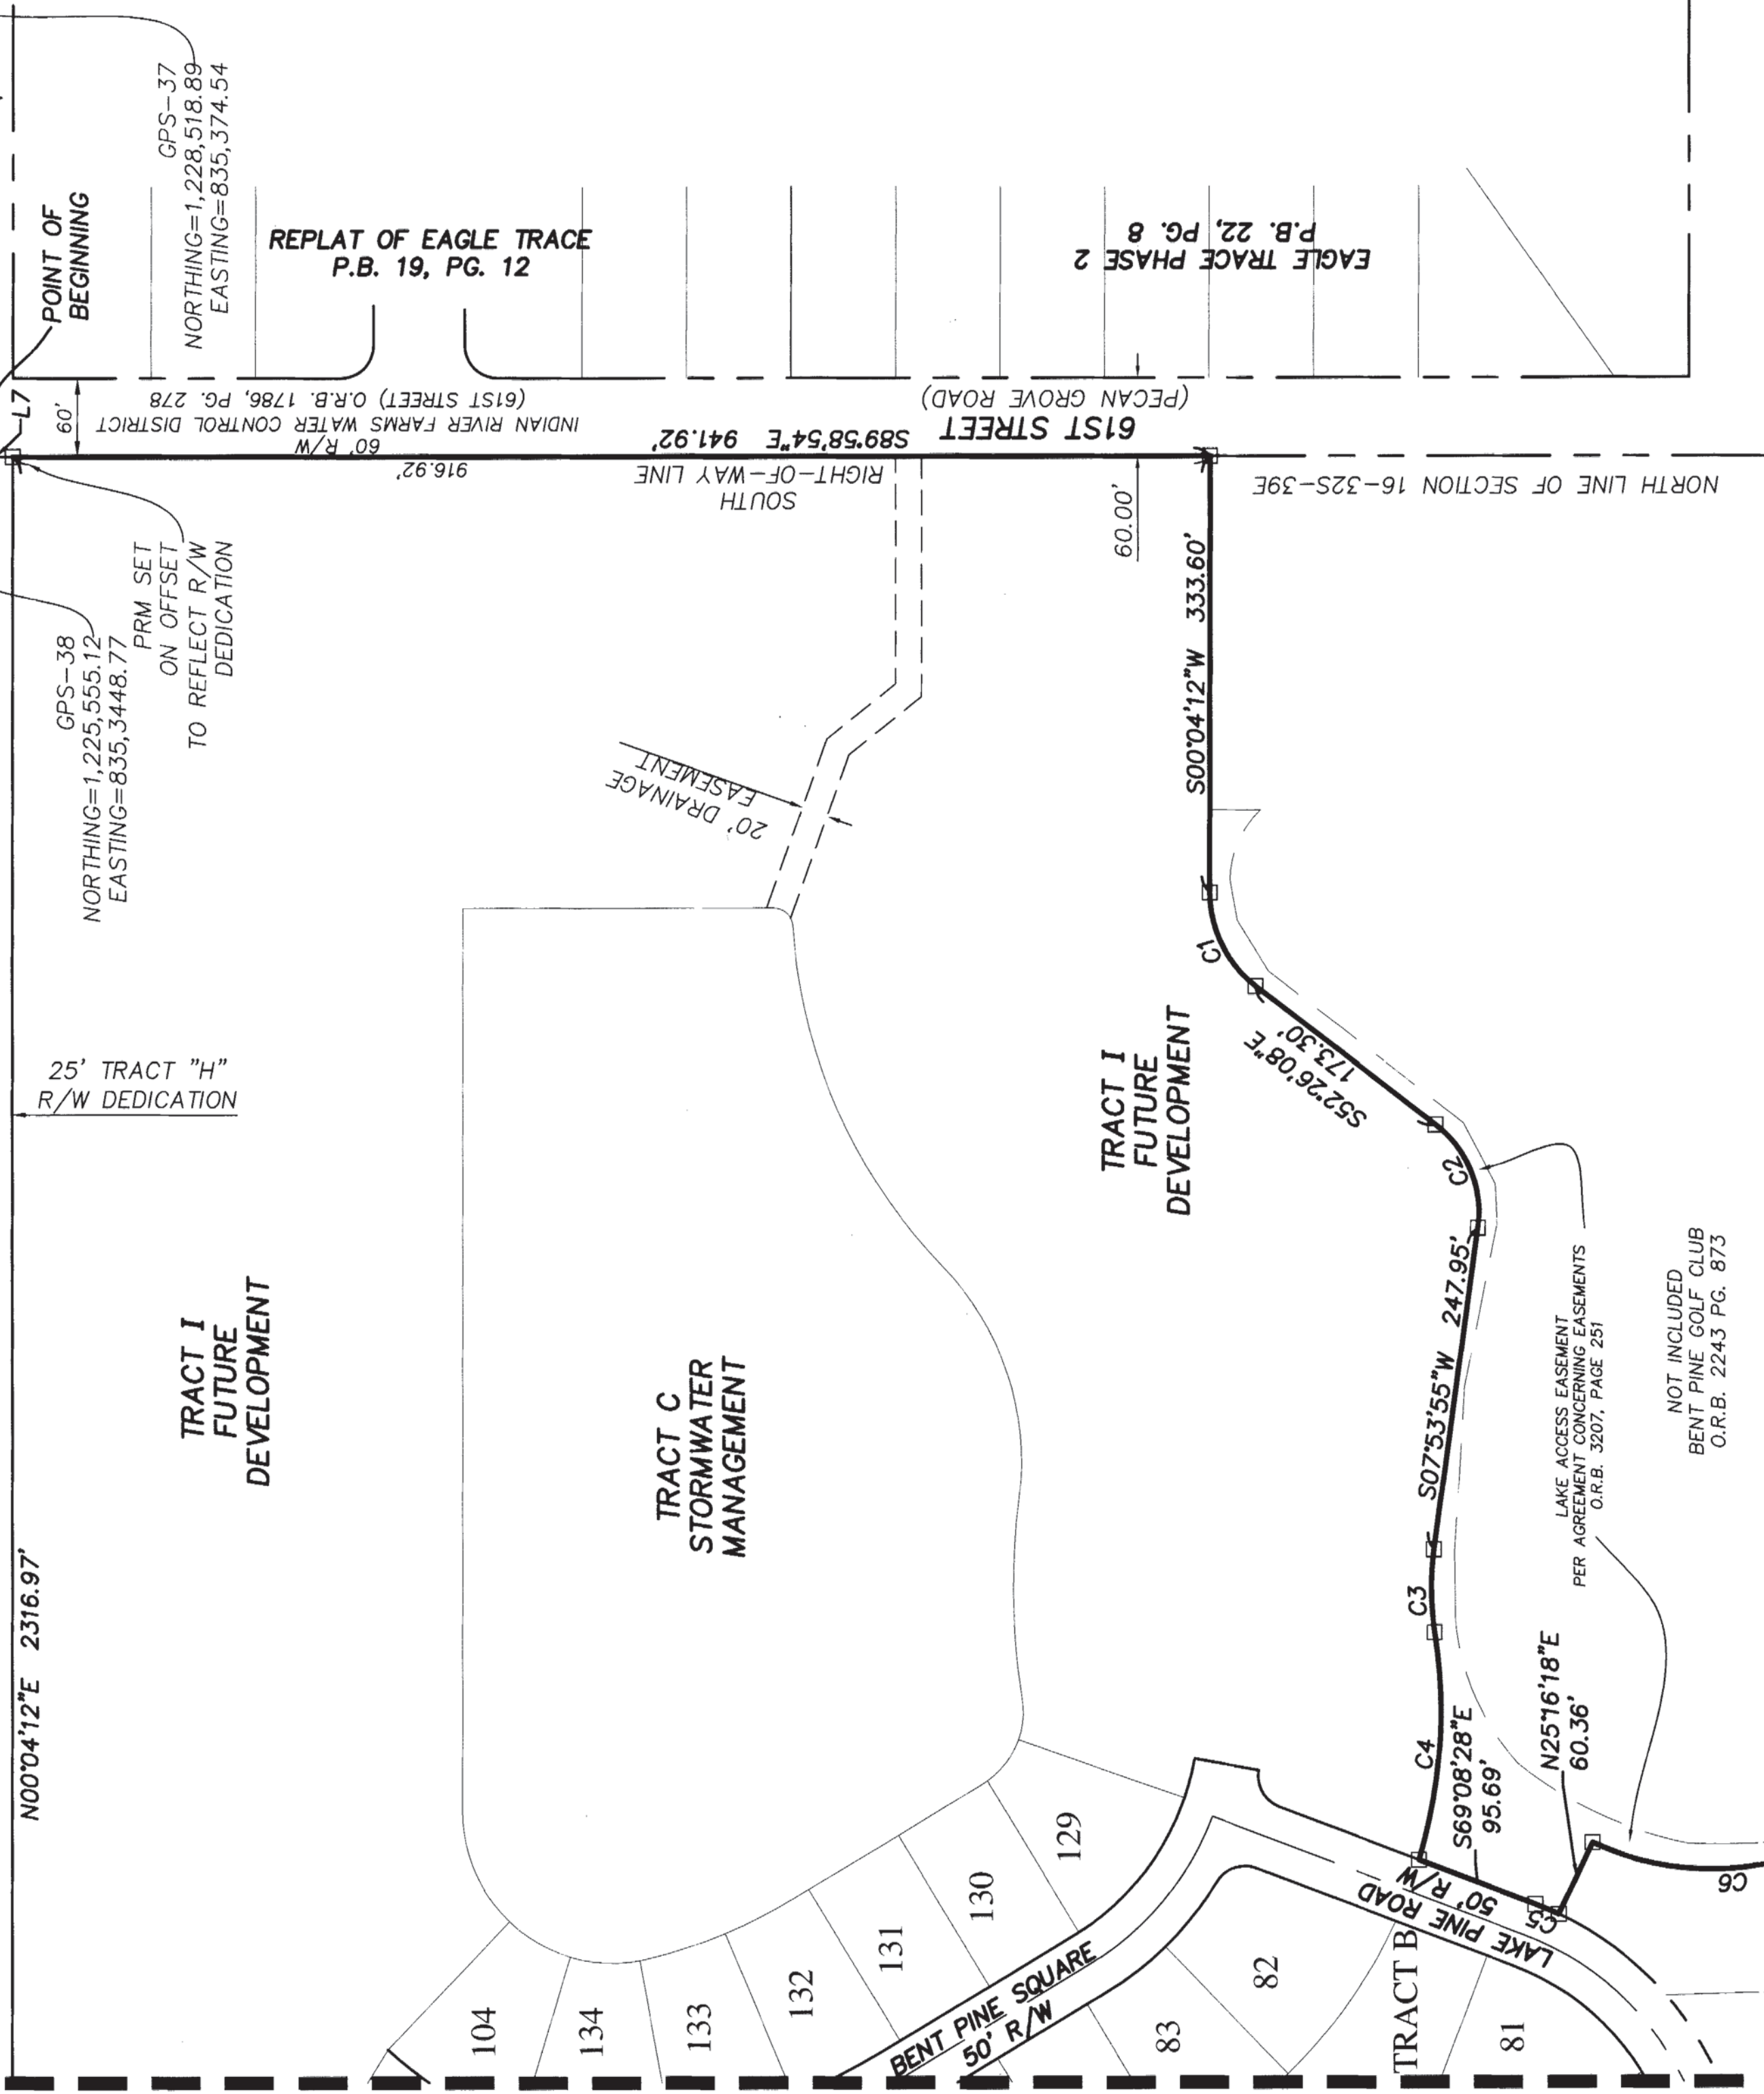 GPS-37
NORTHING=1,228,518.89
EASTING=835,374.54
POINT OF
BEGINNING
L7
60'
REPLAT OF EAGLE TRACE
P.B. 19, PG. 12
EAGLE TRACE PHASE 2
P.B. 22, PG. 8
(61ST STREET) O.R.B. 1786, PG. 278
INDIAN RIVER FARMS WATER CONTROL DISTRICT
60' R/W
916.92'
S89°58'54"E 941.92'
SOUTH
RIGHT-OF-WAY LINE
61ST STREET
(PECAN GROVE ROAD)
NORTH LINE OF SECTION 16-32S-39E
60.00'
GPS-38
NORTHING=1,225,555.12
EASTING=835,3448.77
PRM SET
ON OFFSET
TO REFLECT R/W
DEDICATION
20' DRAINAGE
EASEMENT
S00°04'12"W 333.60'
C1
S52°26'08"E
173.30'
C2
25' TRACT "H"
R/W DEDICATION
TRACT I
FUTURE
DEVELOPMENT
TRACT I
FUTURE
DEVELOPMENT
N00°04'12"E 2316.97'
TRACT C
STORMWATER
MANAGEMENT
S07°53'55"W 247.95'
C3
C4
LAKE ACCESS EASEMENT
PER AGREEMENT CONCERNING EASEMENTS
O.R.B. 3207, PAGE 251
NOT INCLUDED
BENT PINE GOLF CLUB
O.R.B. 2243 PG. 873
S69°08'28"E
95.69'
N25°16'18"E
60.36'
C5
C6
LAKE PINE ROAD
50' R/W
BENT PINE SQUARE
50' R/W
104
134
133
132
131
130
129
83
82
TRACT B
81